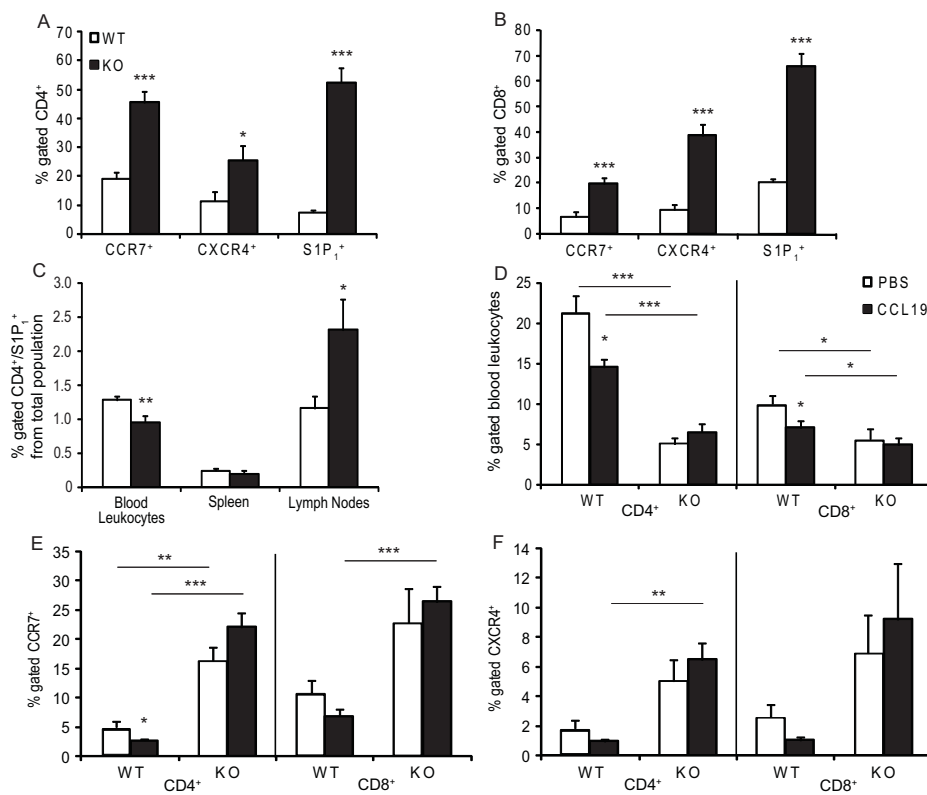 A
WT
KO
% gated CD4⁺
70
60
50
40
30
20
10
0
***
*
***
CCR7⁺ CXCR4⁺ S1P₁⁺
B
% gated CD8⁺
80
70
60
50
40
30
20
10
0
***
***
***
CCR7⁺ CXCR4⁺ S1P₁⁺
C
% gated CD4⁺/S1P₁⁺
from total population
3.0
2.5
2.0
1.5
1.0
0.5
0
**
*
Blood Leukocytes
Spleen
Lymph Nodes
D
PBS
CCL19
% gated blood leukocytes
25
20
15
10
5
0
***
***
*
*
*
*
WT KO WT KO
CD4⁺ CD8⁺
E
% gated CCR7⁺
35
30
25
20
15
10
5
0
**
***
*
***
WT KO WT KO
CD4⁺ CD8⁺
F
% gated CXCR4⁺
14
12
10
8
6
4
2
0
**
WT KO WT KO
CD4⁺ CD8⁺